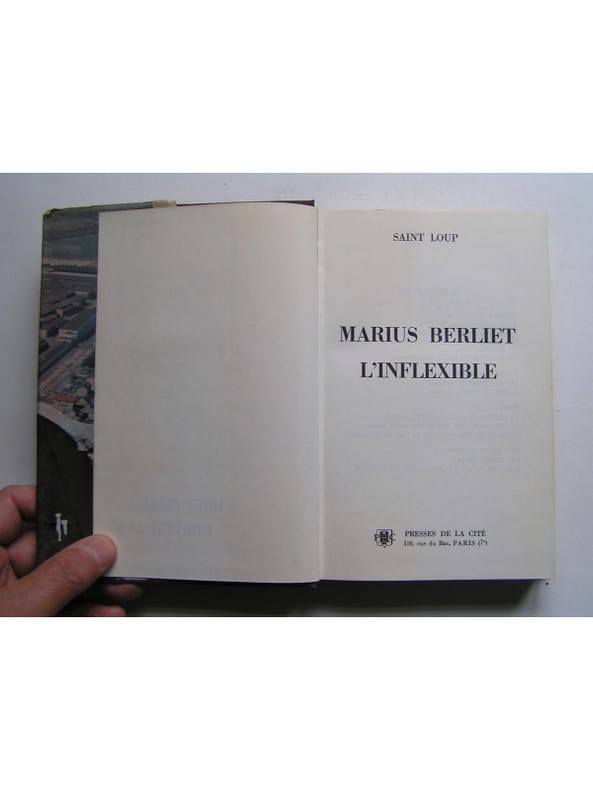 SAINT LOUP
MARIUS BERLIET
L'INFLEXIBLE
PRESSES DE LA CITÉ
116, rue du Bac, PARIS (7e)